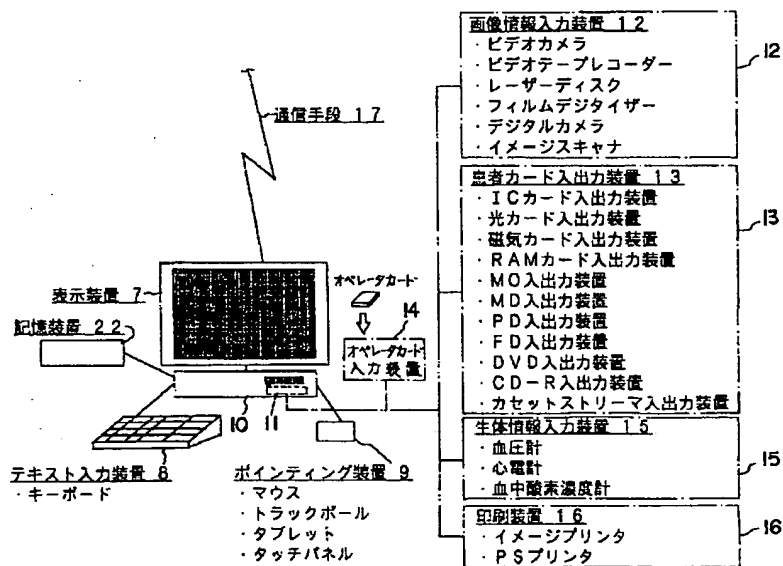 通信手段 17
表示装置 7
オペレータカード
14
オペレータカード
入力装置
記憶装置 22
10
11
テキスト入力装置 8
・キーボード
ポインティング装置 9
・マウス
・トラックボール
・タブレット
・タッチパネル
画像情報入力装置 12
・ビデオカメラ
・ビデオテープレコーダー
・レーザーディスク
・フィルムデジタイザー
・デジタルカメラ
・イメージスキャナ
12
患者カード入出力装置 13
・ICカード入出力装置
・光カード入出力装置
・磁気カード入出力装置
・RAMカード入出力装置
・MO入出力装置
・MD入出力装置
・PD入出力装置
・FD入出力装置
・DVD入出力装置
・CD-R入出力装置
・カセットストリーマ入出力装置
13
生体情報入力装置 15
・血圧計
・心電計
・血中酸素濃度計
15
印刷装置 16
・イメージプリンタ
・PSプリンタ
16